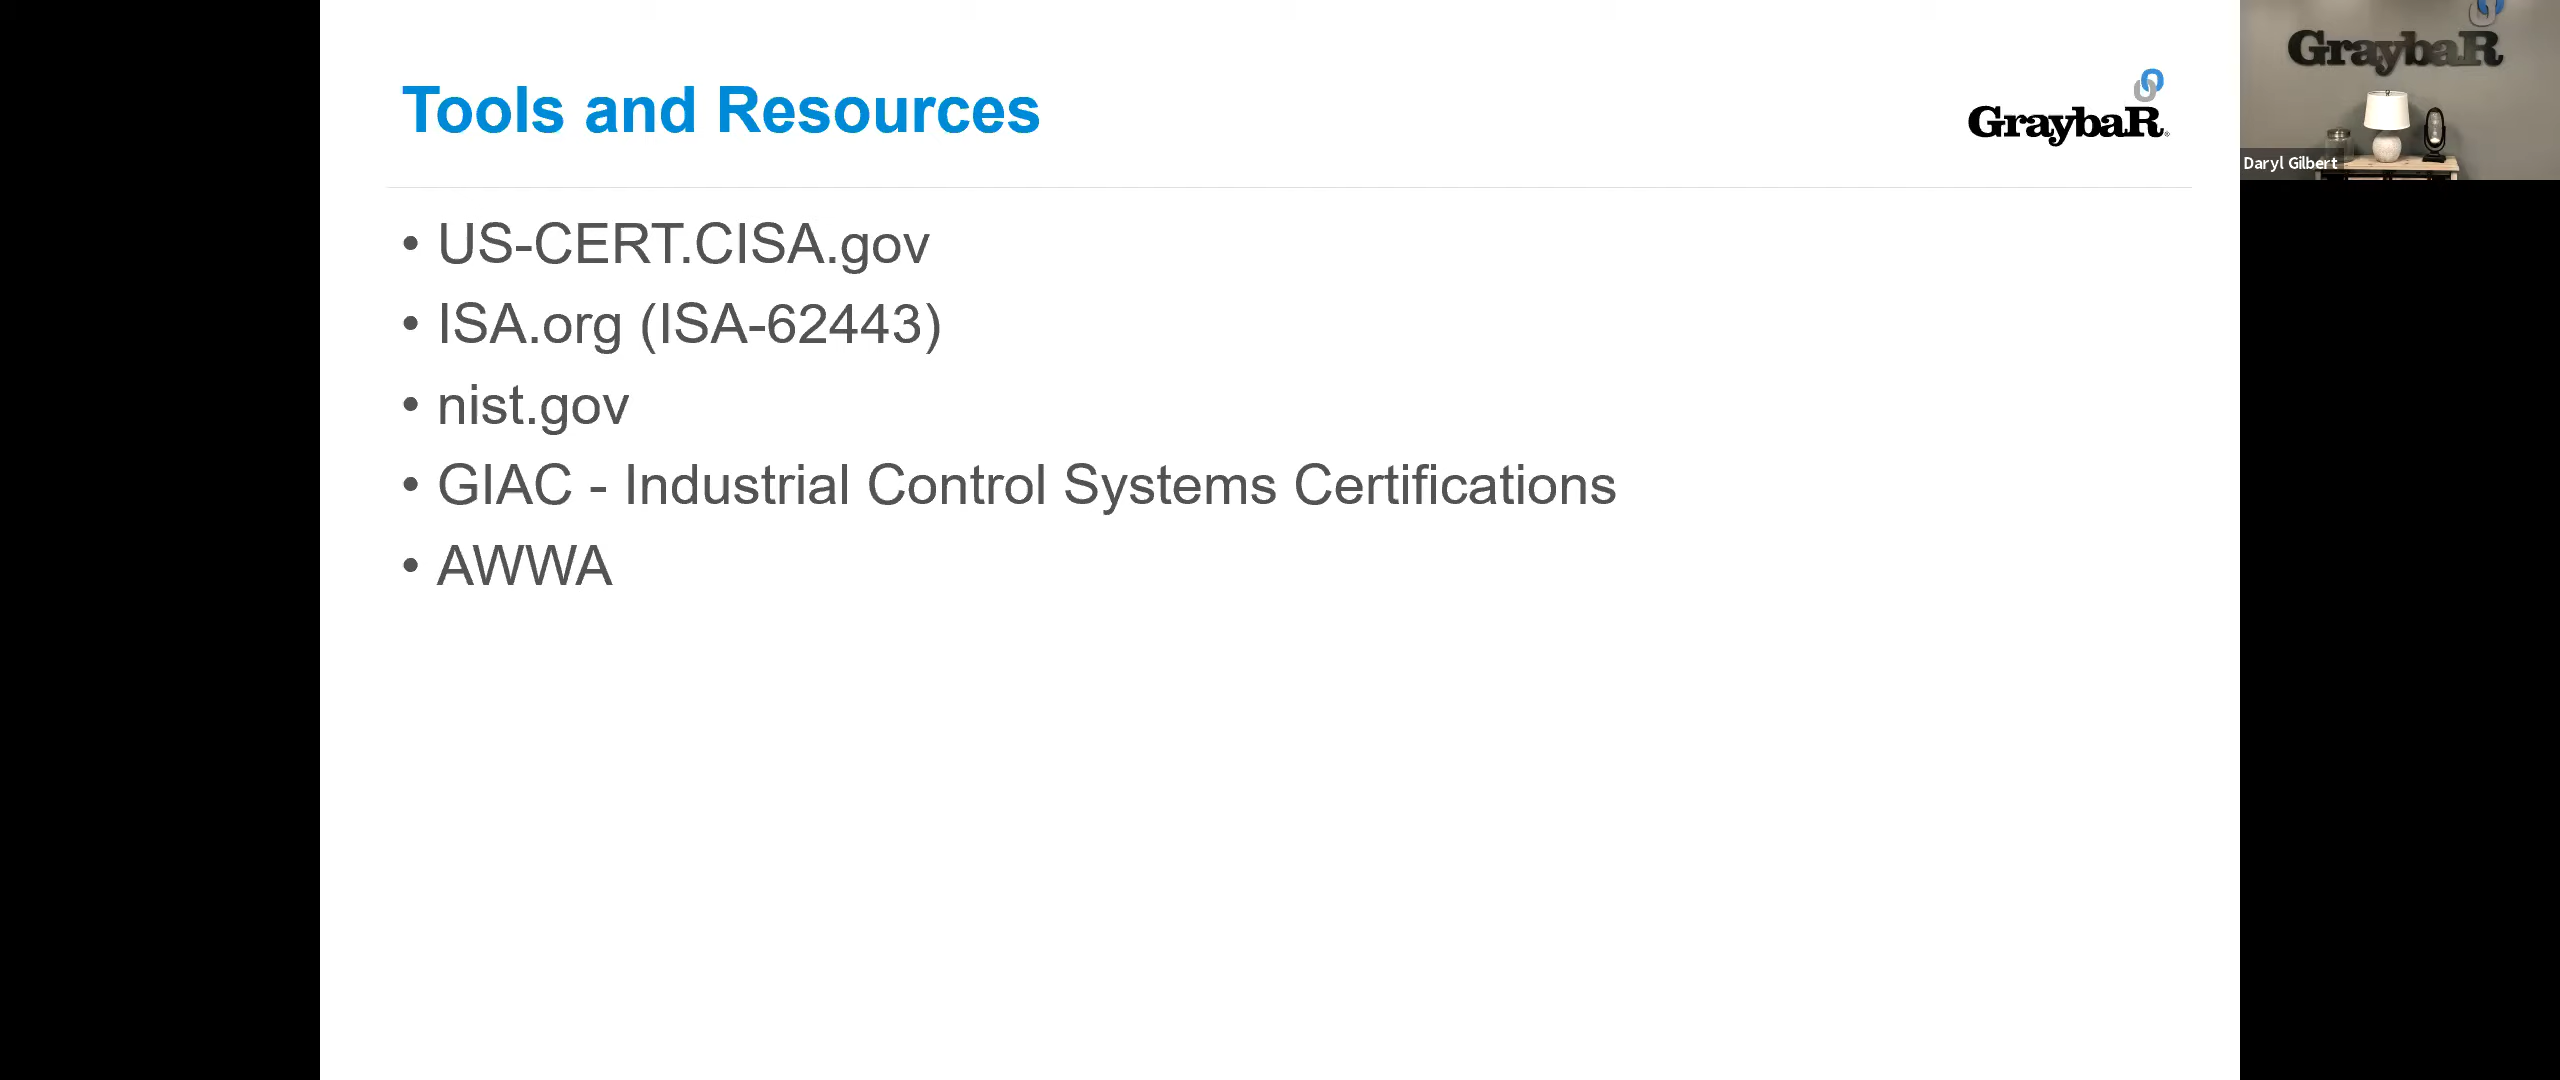 Tools and Resources
GraybaR
• US-CERT.CISA.gov
• ISA.org (ISA-62443)
• nist.gov
• GIAC - Industrial Control Systems Certifications
• AWWA
GraybaR
Daryl Gilbert